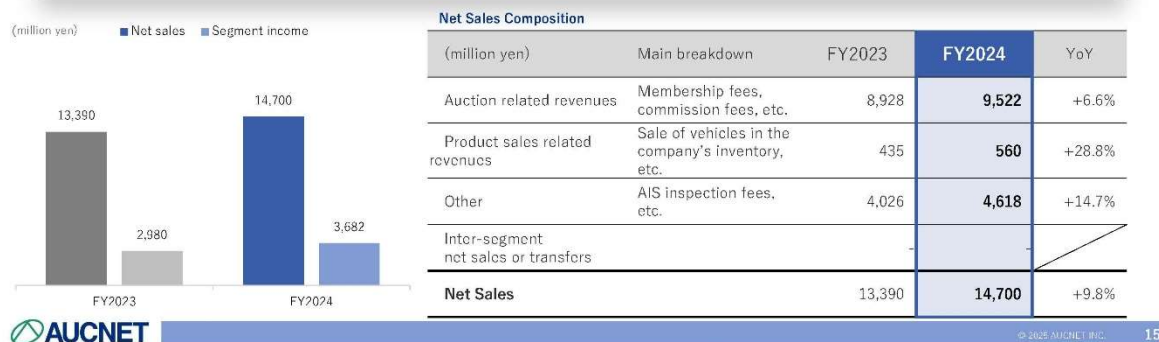 (million yen)
Net sales
Segment income
13,390
2,980
14,700
3,682
FY2023
FY2024
Net Sales Composition
(million yen) Main breakdown FY2023 FY2024 YoY
Auction related revenues Membership fees, commission fees, etc. 8,928 9,522 +6.6%
Product sales related revenues Sale of vehicles in the company's inventory, etc. 435 560 +28.8%
Other AIS inspection fees, etc. 4,026 4,618 +14.7%
Inter-segment net sales or transfers - -
Net Sales 13,390 14,700 +9.8%
AUCNET
© 2025 AUCNET INC. 15